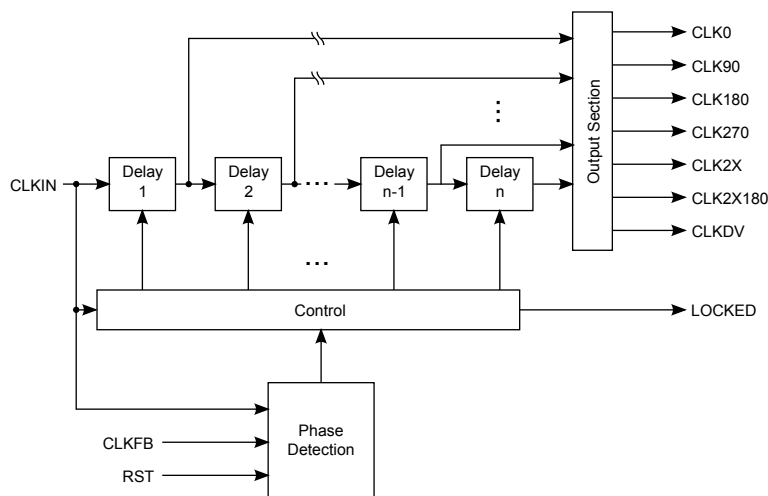 CLK0
CLK90
CLK180
CLK270
CLK2X
CLK2X180
CLKDV
Output Section
CLKIN
Delay
1
Delay
2
Delay
n-1
Delay
n
Control
LOCKED
Phase
Detection
CLKFB
RST